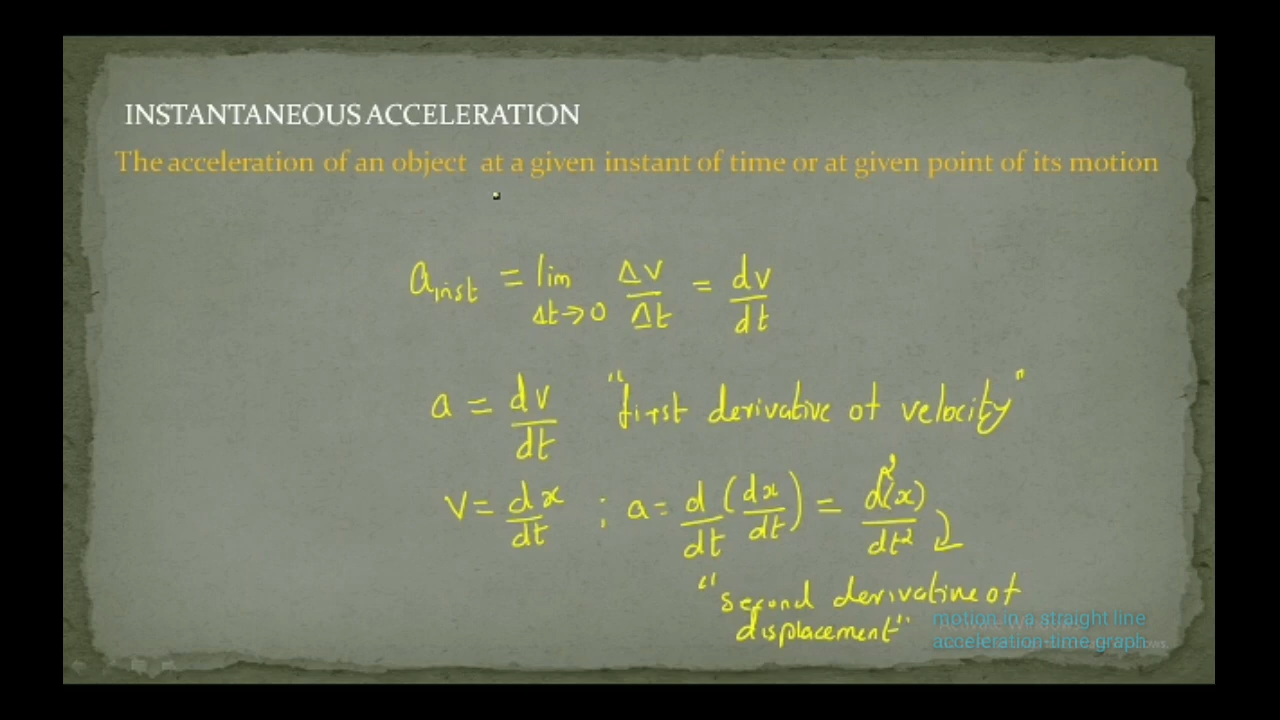 INSTANTANEOUS ACCELERATION
The acceleration of an object at a given instant of time or at given point of its motion
a_inst = lim Δt→0 Δv/Δt = dv/dt
a = dv/dt "first derivative of velocity"
v = dx/dt ; a = d/dt (dx/dt) = d²(x)/dt²
"second derivative of
displacement"
motion in a straight line
acceleration-time graph